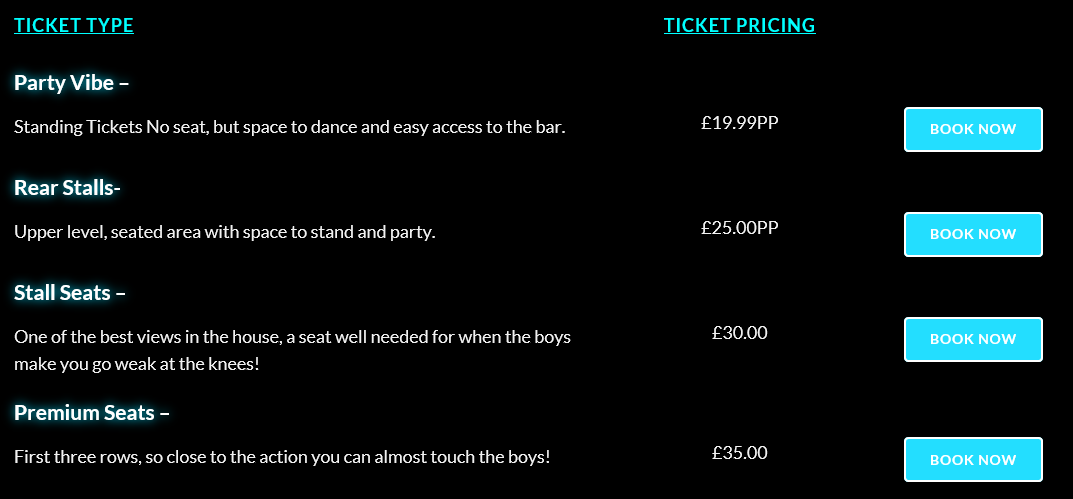 TICKET TYPE TICKET PRICING
Party Vibe –
Standing Tickets No seat, but space to dance and easy access to the bar. £19.99PP BOOK NOW
Rear Stalls-
Upper level, seated area with space to stand and party. £25.00PP BOOK NOW
Stall Seats –
One of the best views in the house, a seat well needed for when the boys £30.00 BOOK NOW
make you go weak at the knees!
Premium Seats –
First three rows, so close to the action you can almost touch the boys! £35.00 BOOK NOW